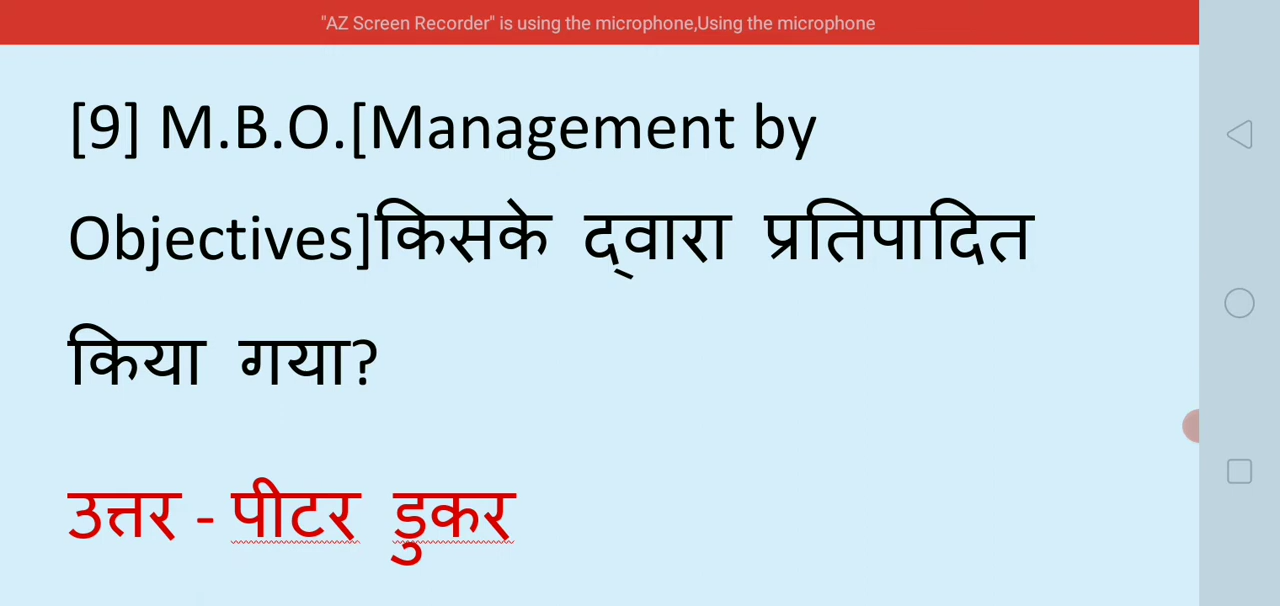 "AZ Screen Recorder" is using the microphone,Using the microphone
[9] M.B.O.[Management by
Objectives]किसके द्वारा प्रतिपादित
किया गया?
उत्तर - पीटर डुकर